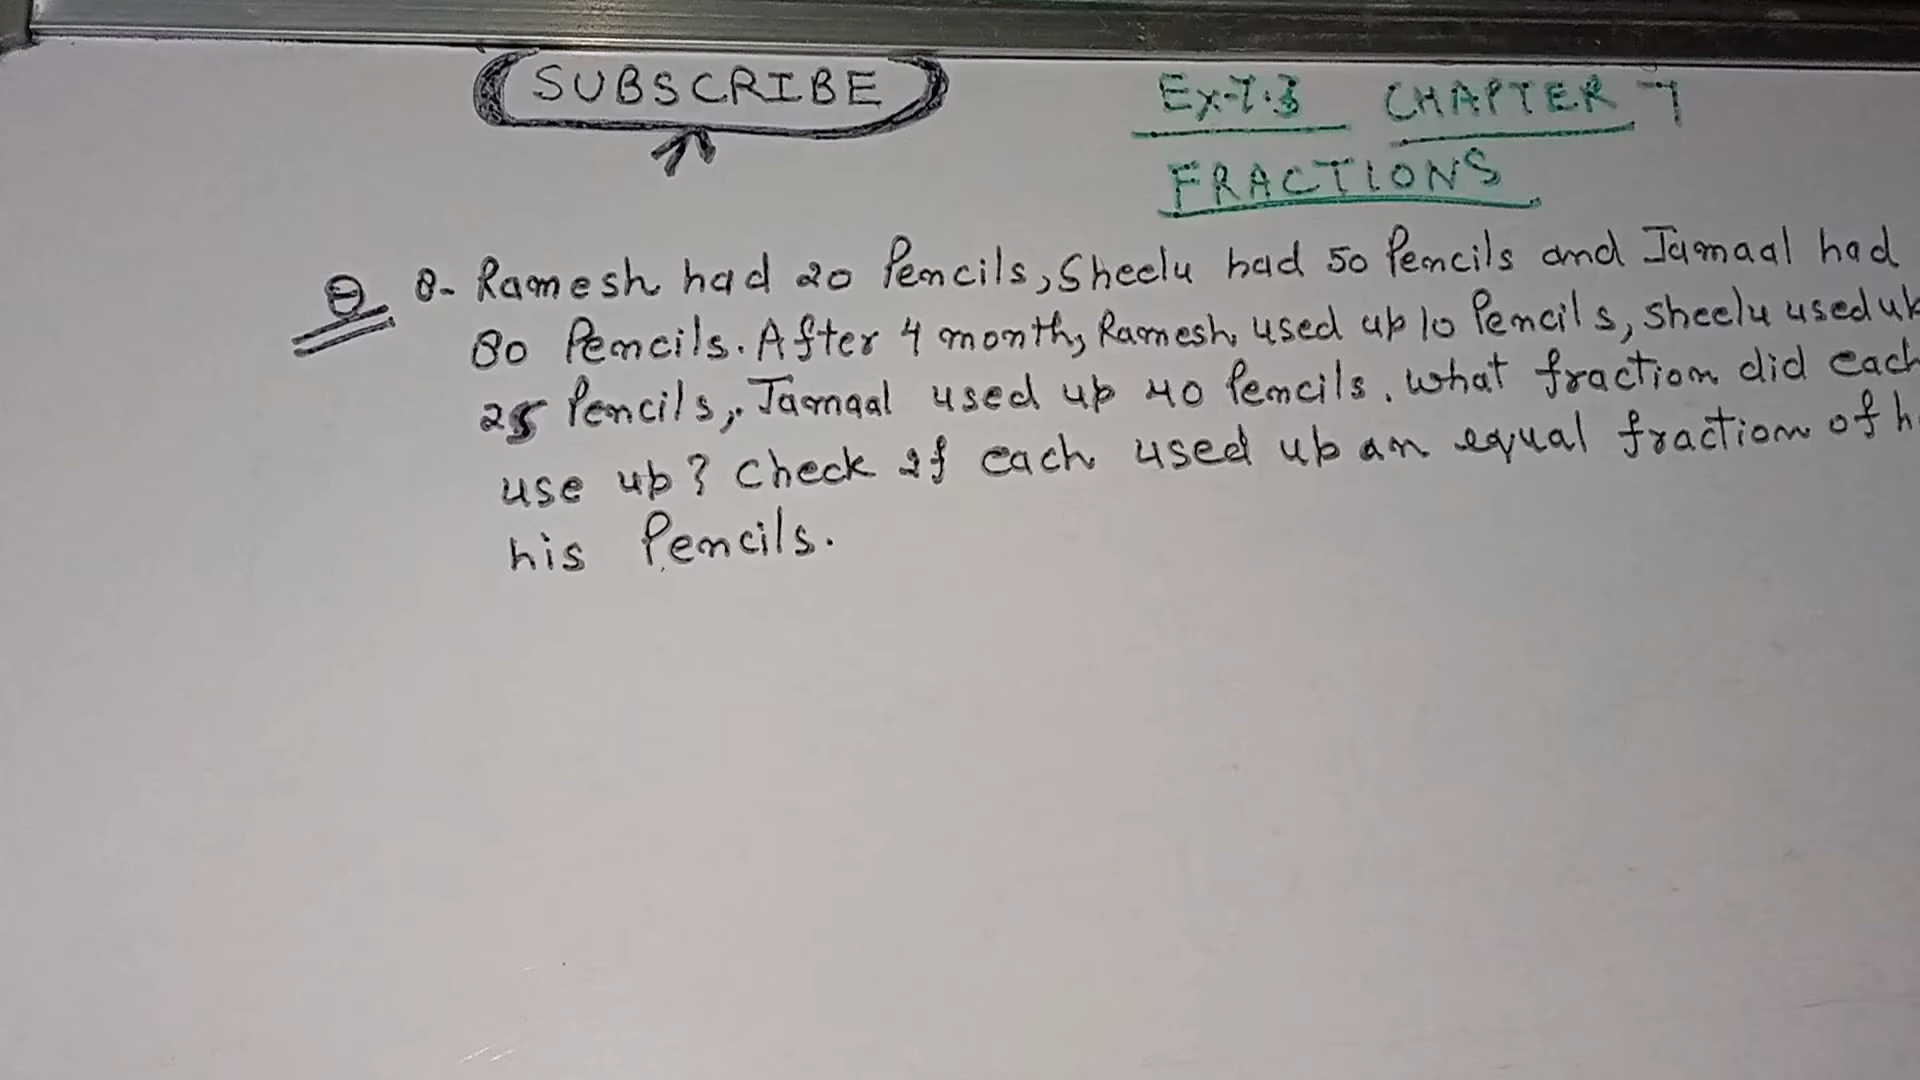 SUBSCRIBE
Ex-7.3 CHAPTER 7
FRACTIONS
Q 8- Ramesh had 20 Pencils, Sheelu had 50 Pencils and Jamaal had
80 Pencils. After 4 month, Ramesh used up 10 Pencils, Sheelu used up
25 Pencils, Jamaal used up 40 Pencils. what fraction did each
use up? Check If each used up an equal fraction of
his Pencils.